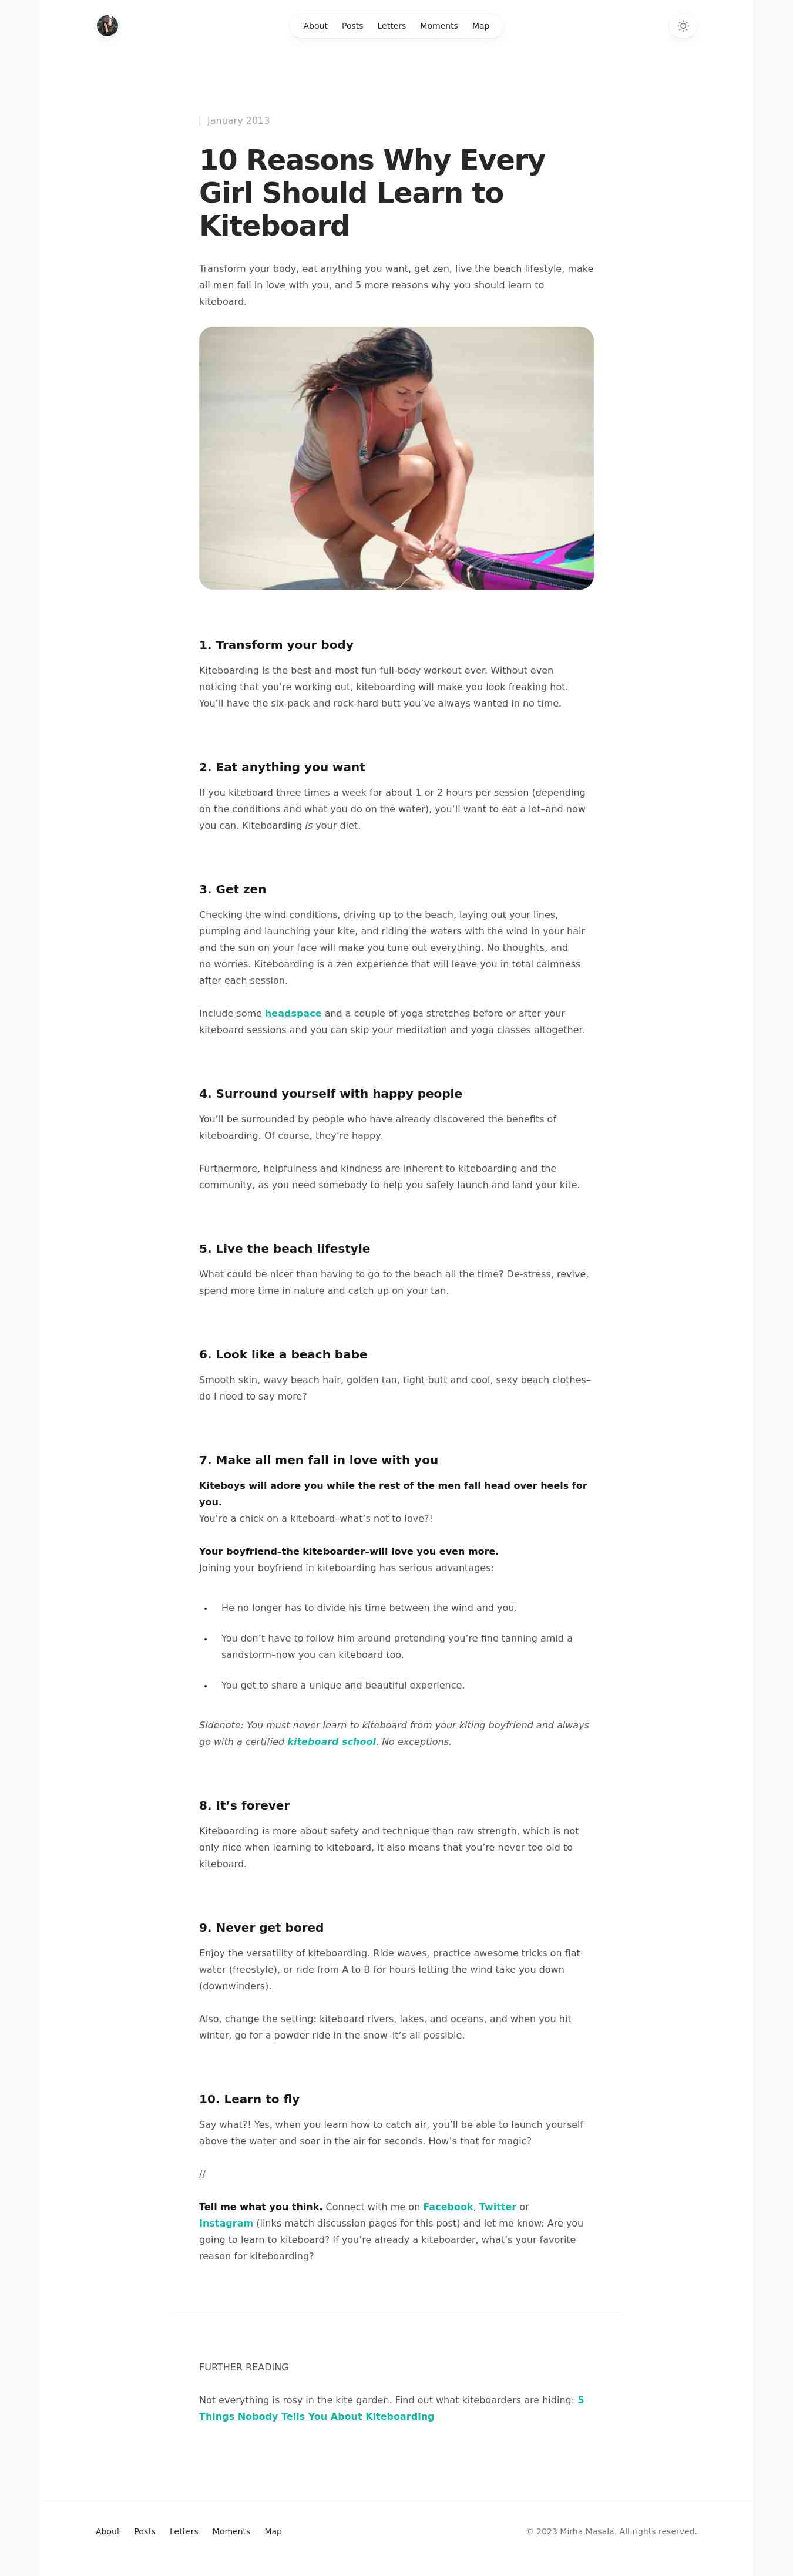 About Posts Letters Moments Map
January 2013
10 Reasons Why Every
Girl Should Learn to
Kiteboard
Transform your body, eat anything you want, get zen, live the beach lifestyle, make
all men fall in love with you, and 5 more reasons why you should learn to
kiteboard.
1. Transform your body
Kiteboarding is the best and most fun full-body workout ever. Without even
noticing that you’re working out, kiteboarding will make you look freaking hot.
You’ll have the six-pack and rock-hard butt you’ve always wanted in no time.
2. Eat anything you want
If you kiteboard three times a week for about 1 or 2 hours per session (depending
on the conditions and what you do on the water), you’ll want to eat a lot–and now
you can. Kiteboarding is your diet.
3. Get zen
Checking the wind conditions, driving up to the beach, laying out your lines,
pumping and launching your kite, and riding the waters with the wind in your hair
and the sun on your face will make you tune out everything. No thoughts, and
no worries. Kiteboarding is a zen experience that will leave you in total calmness
after each session.
Include some headspace and a couple of yoga stretches before or after your
kiteboard sessions and you can skip your meditation and yoga classes altogether.
4. Surround yourself with happy people
You’ll be surrounded by people who have already discovered the benefits of
kiteboarding. Of course, they’re happy.
Furthermore, helpfulness and kindness are inherent to kiteboarding and the
community, as you need somebody to help you safely launch and land your kite.
5. Live the beach lifestyle
What could be nicer than having to go to the beach all the time? De-stress, revive,
spend more time in nature and catch up on your tan.
6. Look like a beach babe
Smooth skin, wavy beach hair, golden tan, tight butt and cool, sexy beach clothes–
do I need to say more?
7. Make all men fall in love with you
Kiteboys will adore you while the rest of the men fall head over heels for
you.
You’re a chick on a kiteboard–what’s not to love?!
Your boyfriend–the kiteboarder–will love you even more.
Joining your boyfriend in kiteboarding has serious advantages:
• He no longer has to divide his time between the wind and you.
• You don’t have to follow him around pretending you’re fine tanning amid a
sandstorm–now you can kiteboard too.
• You get to share a unique and beautiful experience.
Sidenote: You must never learn to kiteboard from your kiting boyfriend and always
go with a certified kiteboard school. No exceptions.
8. It’s forever
Kiteboarding is more about safety and technique than raw strength, which is not
only nice when learning to kiteboard, it also means that you’re never too old to
kiteboard.
9. Never get bored
Enjoy the versatility of kiteboarding. Ride waves, practice awesome tricks on flat
water (freestyle), or ride from A to B for hours letting the wind take you down
(downwinders).
Also, change the setting: kiteboard rivers, lakes, and oceans, and when you hit
winter, go for a powder ride in the snow–it’s all possible.
10. Learn to fly
Say what?! Yes, when you learn how to catch air, you’ll be able to launch yourself
above the water and soar in the air for seconds. How’s that for magic?
//
Tell me what you think. Connect with me on Facebook, Twitter or
Instagram (links match discussion pages for this post) and let me know: Are you
going to learn to kiteboard? If you’re already a kiteboarder, what’s your favorite
reason for kiteboarding?
FURTHER READING
Not everything is rosy in the kite garden. Find out what kiteboarders are hiding: 5
Things Nobody Tells You About Kiteboarding
About Posts Letters Moments Map
© 2023 Mirha Masala. All rights reserved.